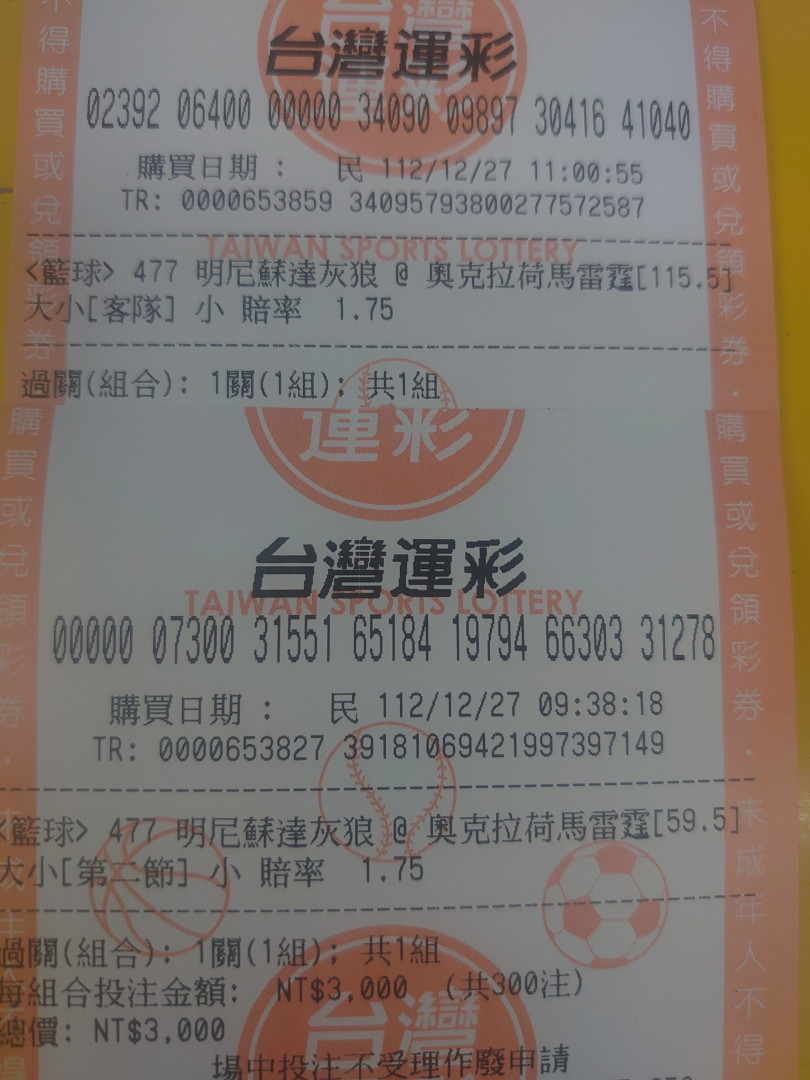 台灣運彩
02392 06400 00000 34090 09897 30416 41040
購買日期： 民 112/12/27 11:00:55
TR: 0000653859 34095793800277572587
TAIWAN SPORTS LOTTERY
<籃球> 477 明尼蘇達灰狼 @ 奧克拉荷馬雷霆[115.5]
大小[客隊] 小 賠率 1.75
過關(組合): 1關(1組); 共1組
運彩
台灣運彩
TAIWAN SPORTS LOTTERY
00000 07300 31551 65184 19794 66303 31278
購買日期： 民 112/12/27 09:38:18
TR: 0000653827 39181069421997397149
<籃球> 477 明尼蘇達灰狼 @ 奧克拉荷馬雷霆[59.5]
大小[第二節] 小 賠率 1.75
過關(組合): 1關(1組); 共1組
每組合投注金額: NT$3,000 (共300注)
總價: NT$3,000
台灣
場中投注不受理作廢申請
不得購買或兌領彩券．
購買或兌領彩券．未成年人不得